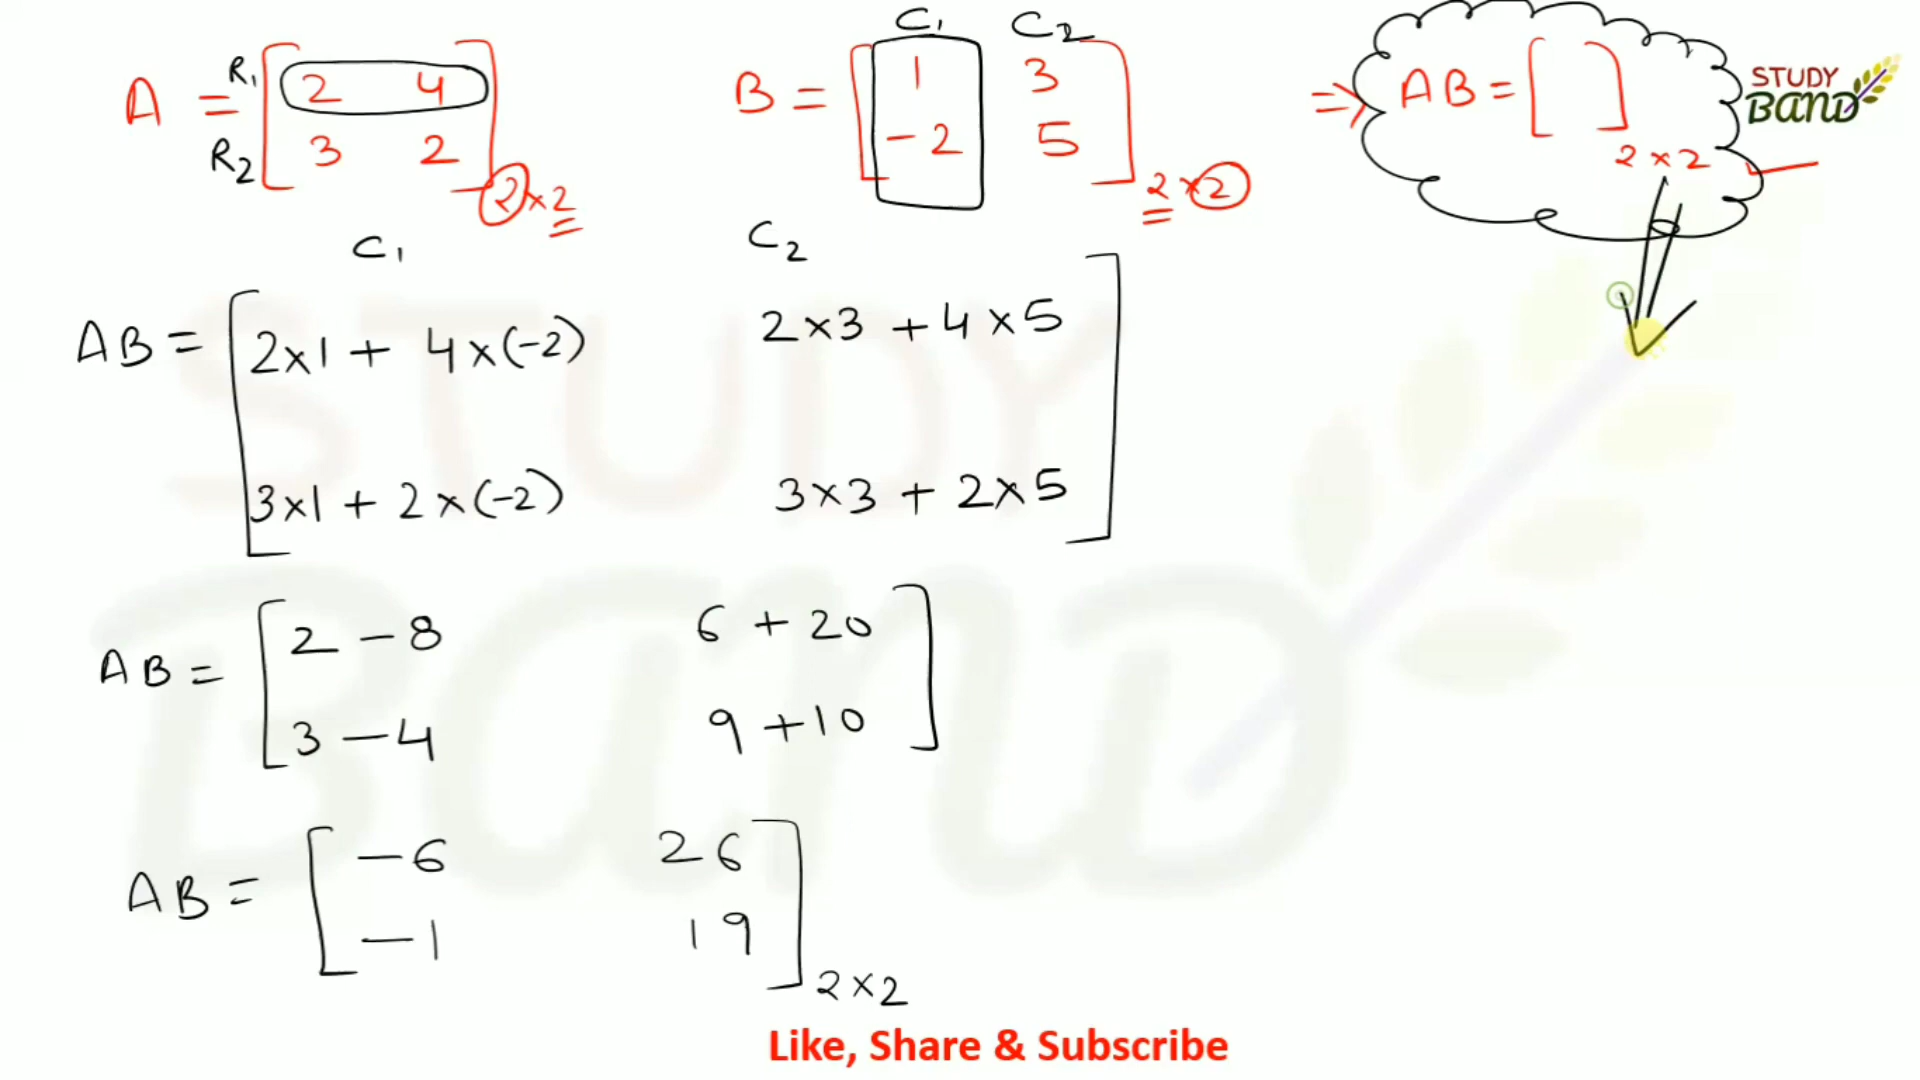 C1 C2
A = R1 [ 2 4
R2 3 2 ] 2×2
B = [ 1 3
-2 5 ] 2×2
=> AB = [ ] 2×2
STUDY
BAND
C1 C2
AB = [ 2×1 + 4×(-2) 2×3 + 4×5
3×1 + 2×(-2) 3×3 + 2×5 ]
AB = [ 2 - 8 6 + 20
3 - 4 9 + 10 ]
AB = [ -6 26
-1 19 ] 2×2
STUDY
BAND
Like, Share & Subscribe